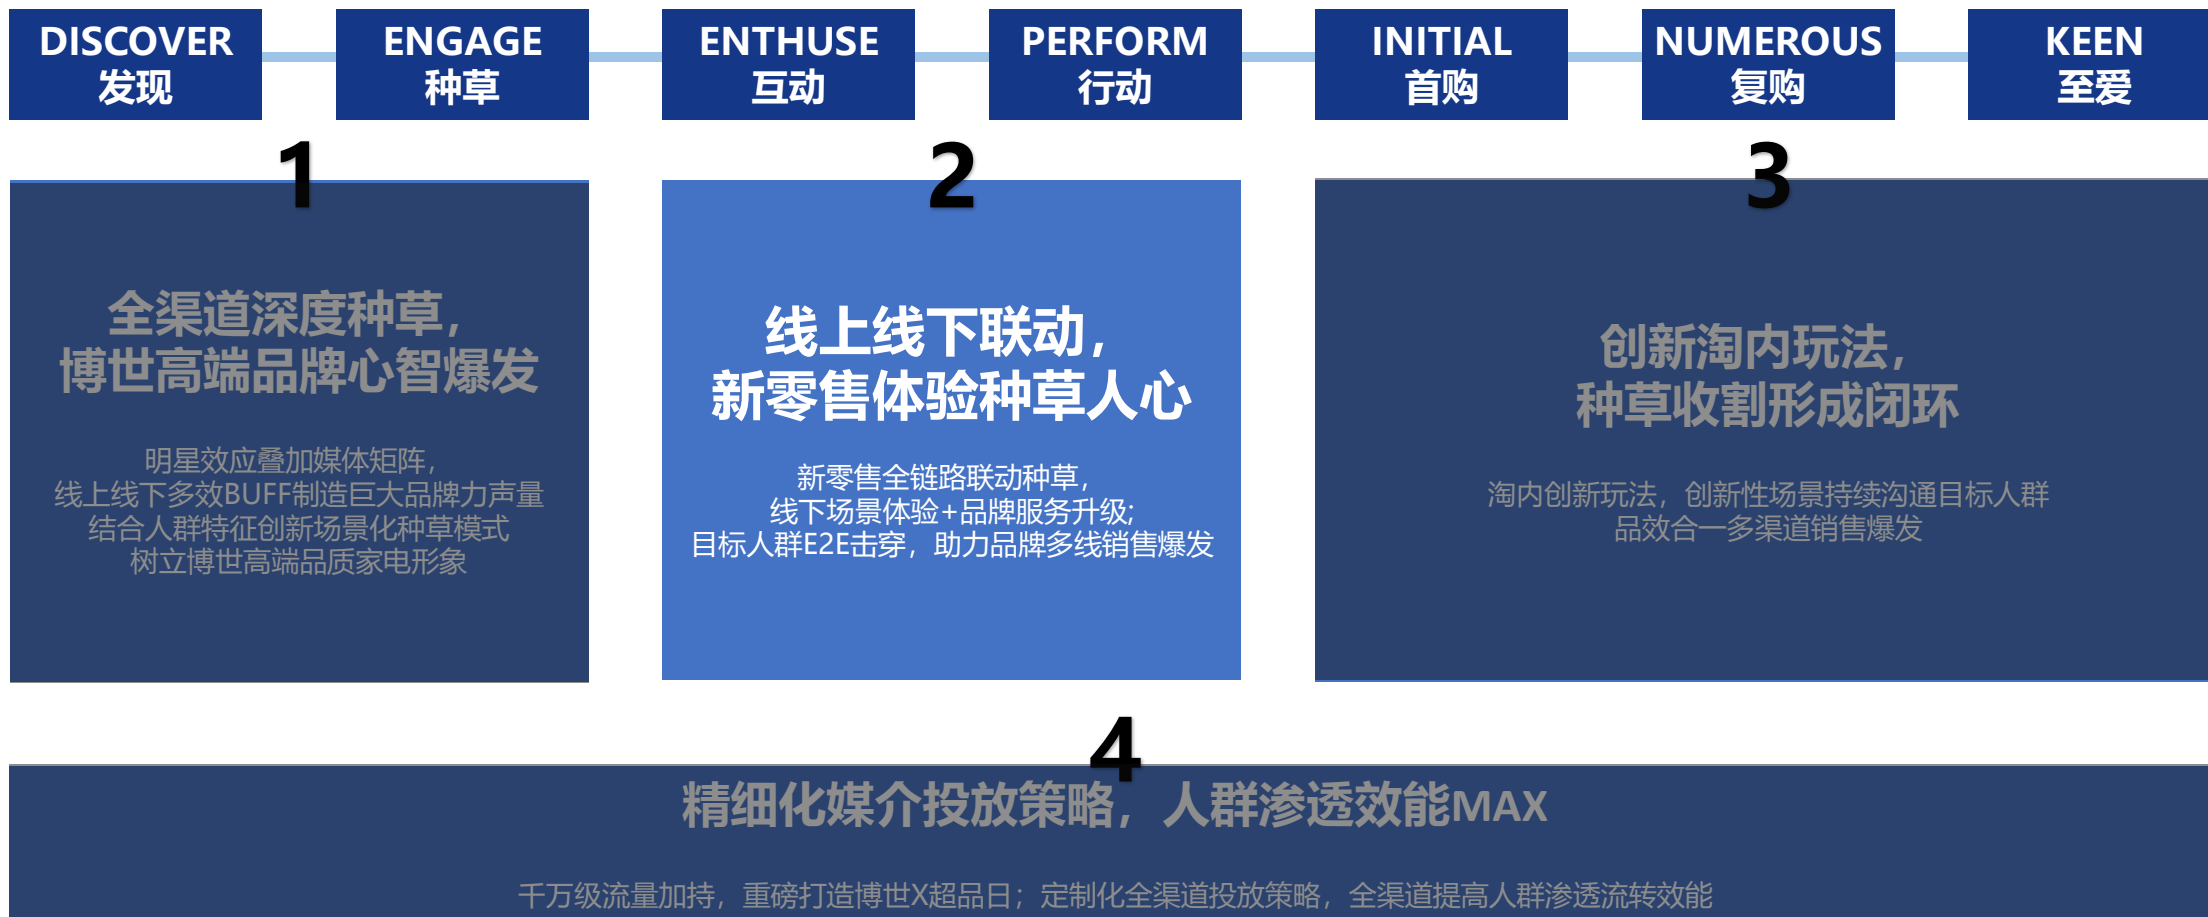 DISCOVER
发现
ENGAGE
种草
ENTHUSE
互动
PERFORM
行动
INITIAL
首购
NUMEROUS
复购
KEEN
至爱
1
全渠道深度种草，
博世高端品牌心智爆发
明星效应叠加媒体矩阵，
线上线下多效BUFF制造巨大品牌力声量
结合人群特征创新场景化种草模式
树立博世高端品质家电形象
2
线上线下联动，
新零售体验种草人心
新零售全链路联动种草，
线下场景体验+品牌服务升级;
目标人群E2E击穿，助力品牌多线销售爆发
3
创新淘内玩法，
种草收割形成闭环
淘内创新玩法，创新性场景持续沟通目标人群
品效合一多渠道销售爆发
4
精细化媒介投放策略，人群渗透效能MAX
千万级流量加持，重磅打造博世X超品日；定制化全渠道投放策略，全渠道提高人群渗透流转效能